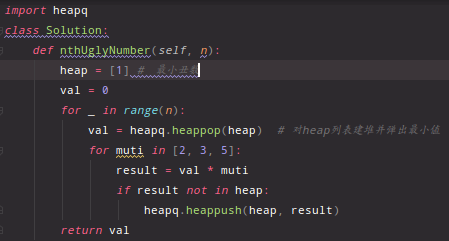 import heapq
class Solution:
def nthUglyNumber(self, n):
heap = [1] # 最小丑数
val = 0
for _ in range(n):
val = heapq.heappop(heap) # 对heap列表建堆并弹出最小值
for muti in [2, 3, 5]:
result = val * muti
if result not in heap:
heapq.heappush(heap, result)
return val